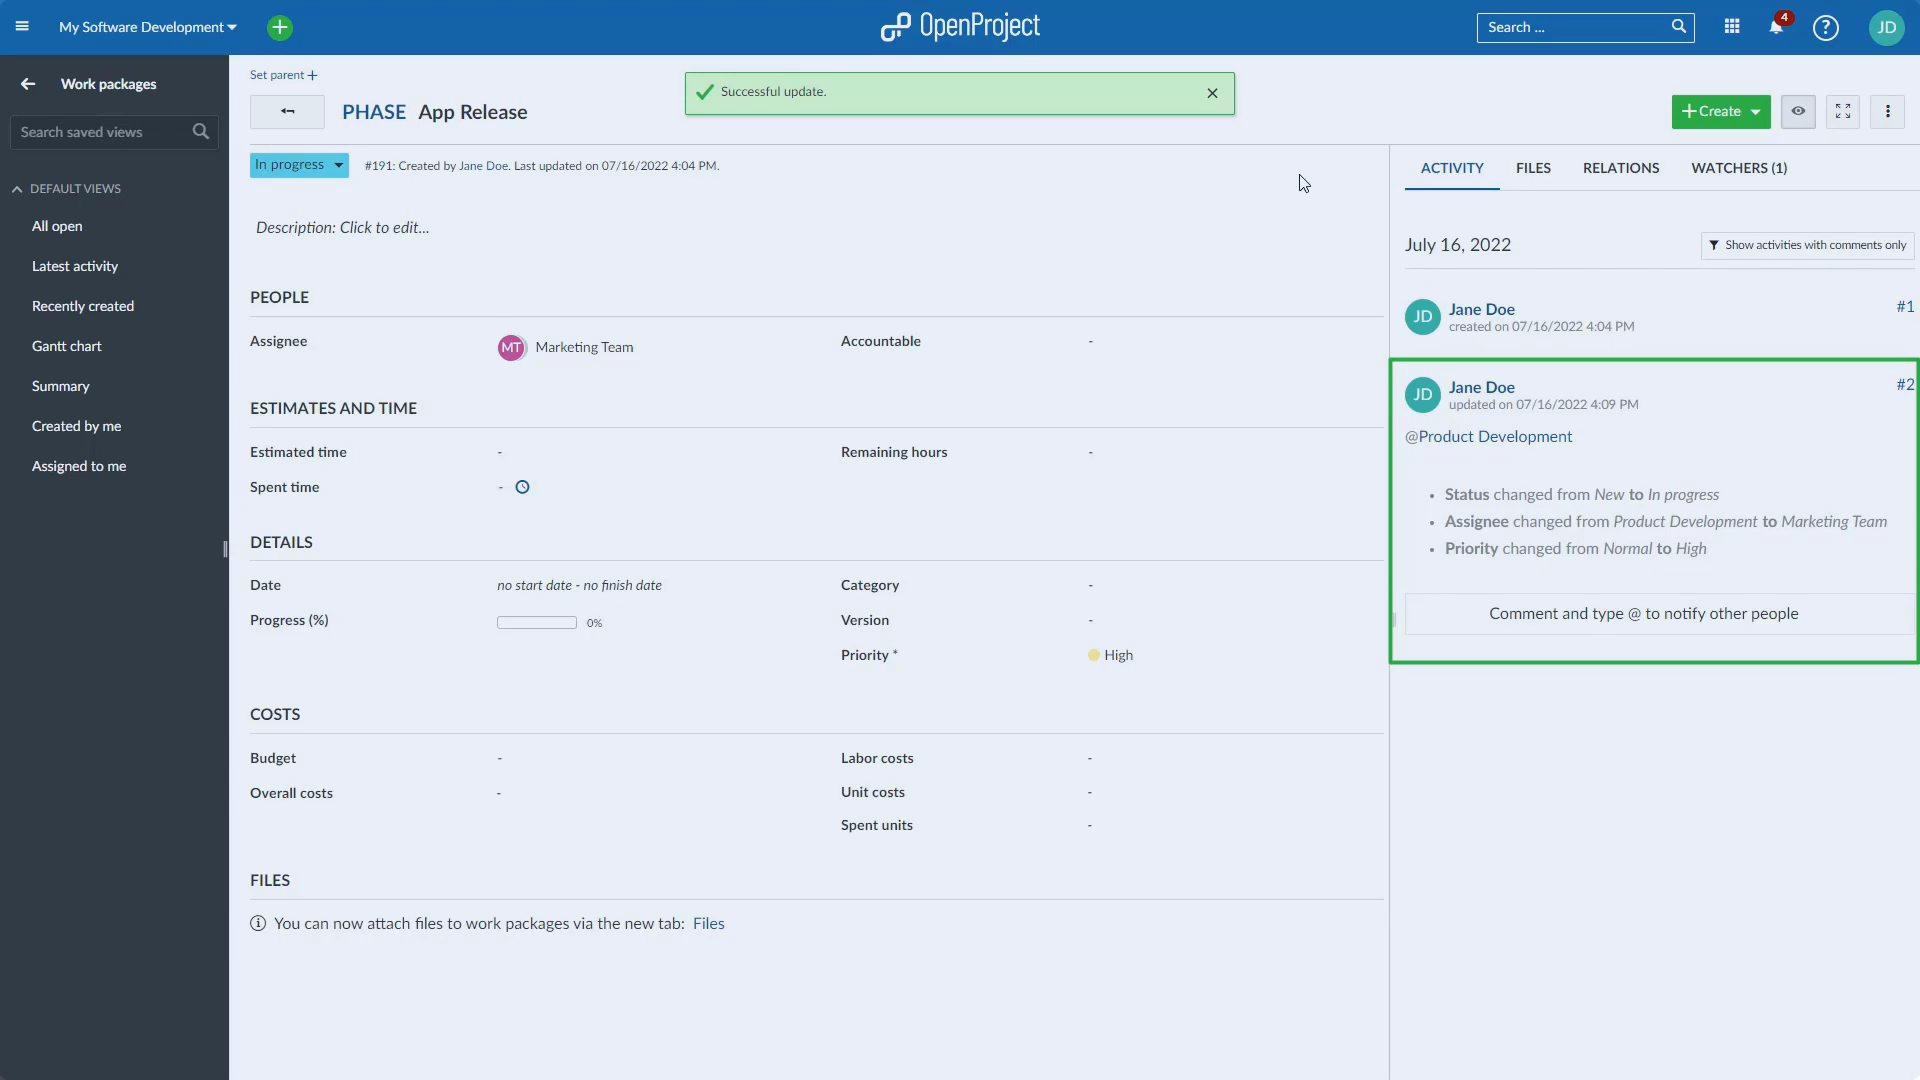 My Software Development
OpenProject
Search ...
4
?
JD
Work packages
Search saved views
DEFAULT VIEWS
All open
Latest activity
Recently created
Gantt chart
Summary
Created by me
Assigned to me
Set parent +
Successful update.
PHASE App Release
+ Create
In progress
#191: Created by Jane Doe. Last updated on 07/16/2022 4:04 PM.
Description: Click to edit...
PEOPLE
Assignee
MT Marketing Team
Accountable
-
ESTIMATES AND TIME
Estimated time
-
Remaining hours
-
Spent time
-
DETAILS
Date
no start date - no finish date
Category
-
Progress (%)
0%
Version
-
Priority *
High
COSTS
Budget
-
Labor costs
-
Overall costs
-
Unit costs
-
Spent units
-
FILES
You can now attach files to work packages via the new tab: Files
ACTIVITY
FILES
RELATIONS
WATCHERS (1)
July 16, 2022
Show activities with comments only
JD
Jane Doe
#1
created on 07/16/2022 4:04 PM
JD
Jane Doe
#2
updated on 07/16/2022 4:09 PM
@Product Development
• Status changed from New to In progress
• Assignee changed from Product Development to Marketing Team
• Priority changed from Normal to High
Comment and type @ to notify other people